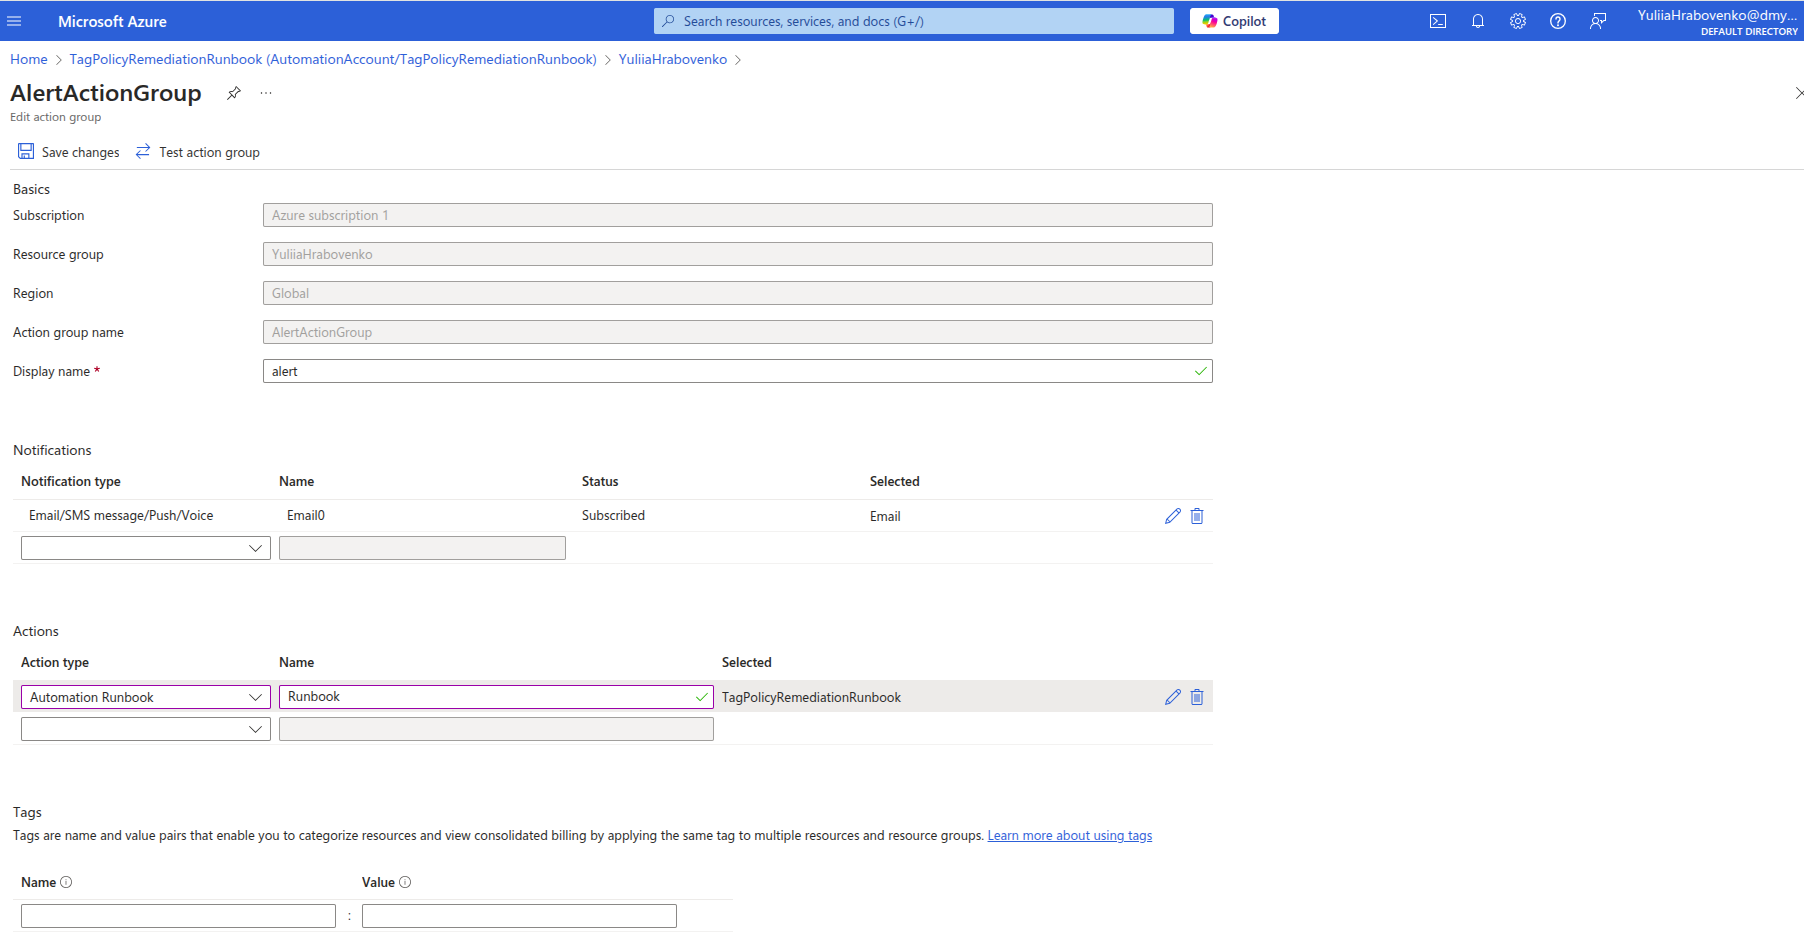 Microsoft Azure
Search resources, services, and docs (G+/)
Copilot
YuliiaHrabovenko@dmy...
DEFAULT DIRECTORY
Home > TagPolicyRemediationRunbook (AutomationAccount/TagPolicyRemediationRunbook) > YuliiaHrabovenko >
AlertActionGroup ...
Edit action group
Save changes Test action group
Basics
Subscription Azure subscription 1
Resource group YuliiaHrabovenko
Region Global
Action group name AlertActionGroup
Display name * alert
Notifications
Notification type Name Status Selected
Email/SMS message/Push/Voice Email0 Subscribed Email
Actions
Action type Name Selected
Automation Runbook Runbook TagPolicyRemediationRunbook
Tags
Tags are name and value pairs that enable you to categorize resources and view consolidated billing by applying the same tag to multiple resources and resource groups. Learn more about using tags
Name Value
: